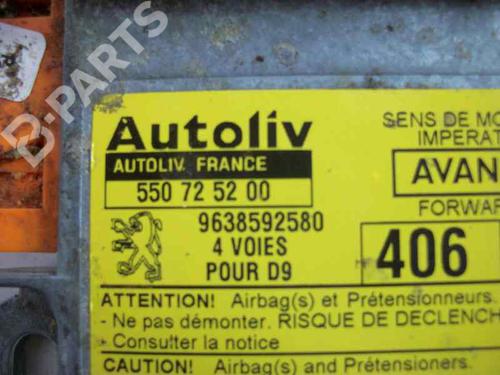 B-PARTS
Autoliv
AUTOLIV. FRANCE
550 72 52 00
9638592580
4 VOIES
POUR D9
SENS DE MO
IMPERAT
AVAN
FORWAR
406
ATTENTION! Airbag(s) et Prétensionneurs
- Ne pas démonter. RISQUE DE DECLENCH
- Consulter la notice
CAUTION! Airbag(s) and Pretensioners.